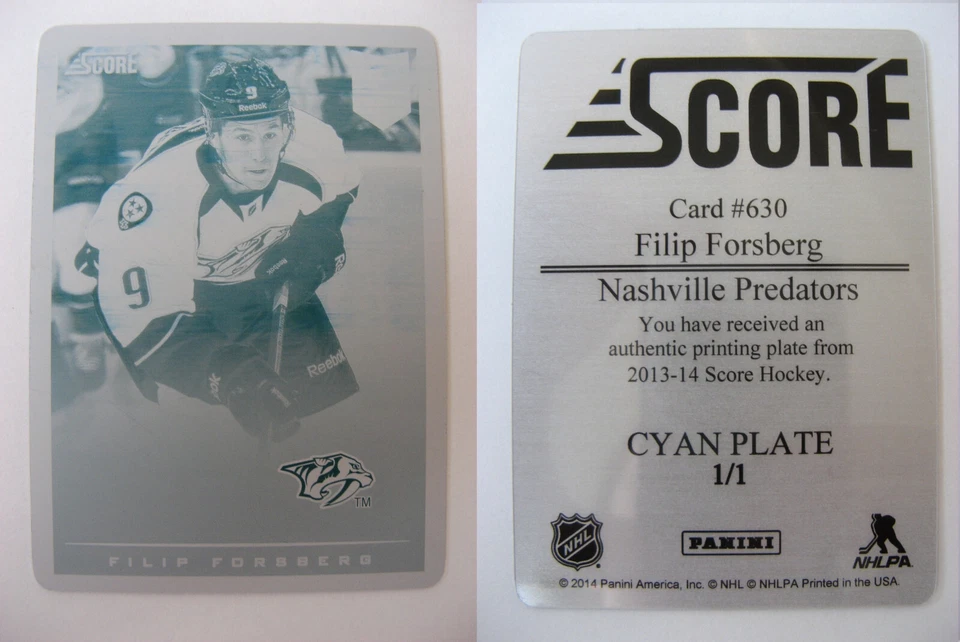 SCORE
9
Reebok
9
Reebok
TM
FILIP FORSBERG
SCORE
Card #630
Filip Forsberg
Nashville Predators
You have received an
authentic printing plate from
2013-14 Score Hockey.
CYAN PLATE
1/1
NHL
PANINI
NHLPA
© 2014 Panini America, Inc. © NHL © NHLPA Printed in the USA.